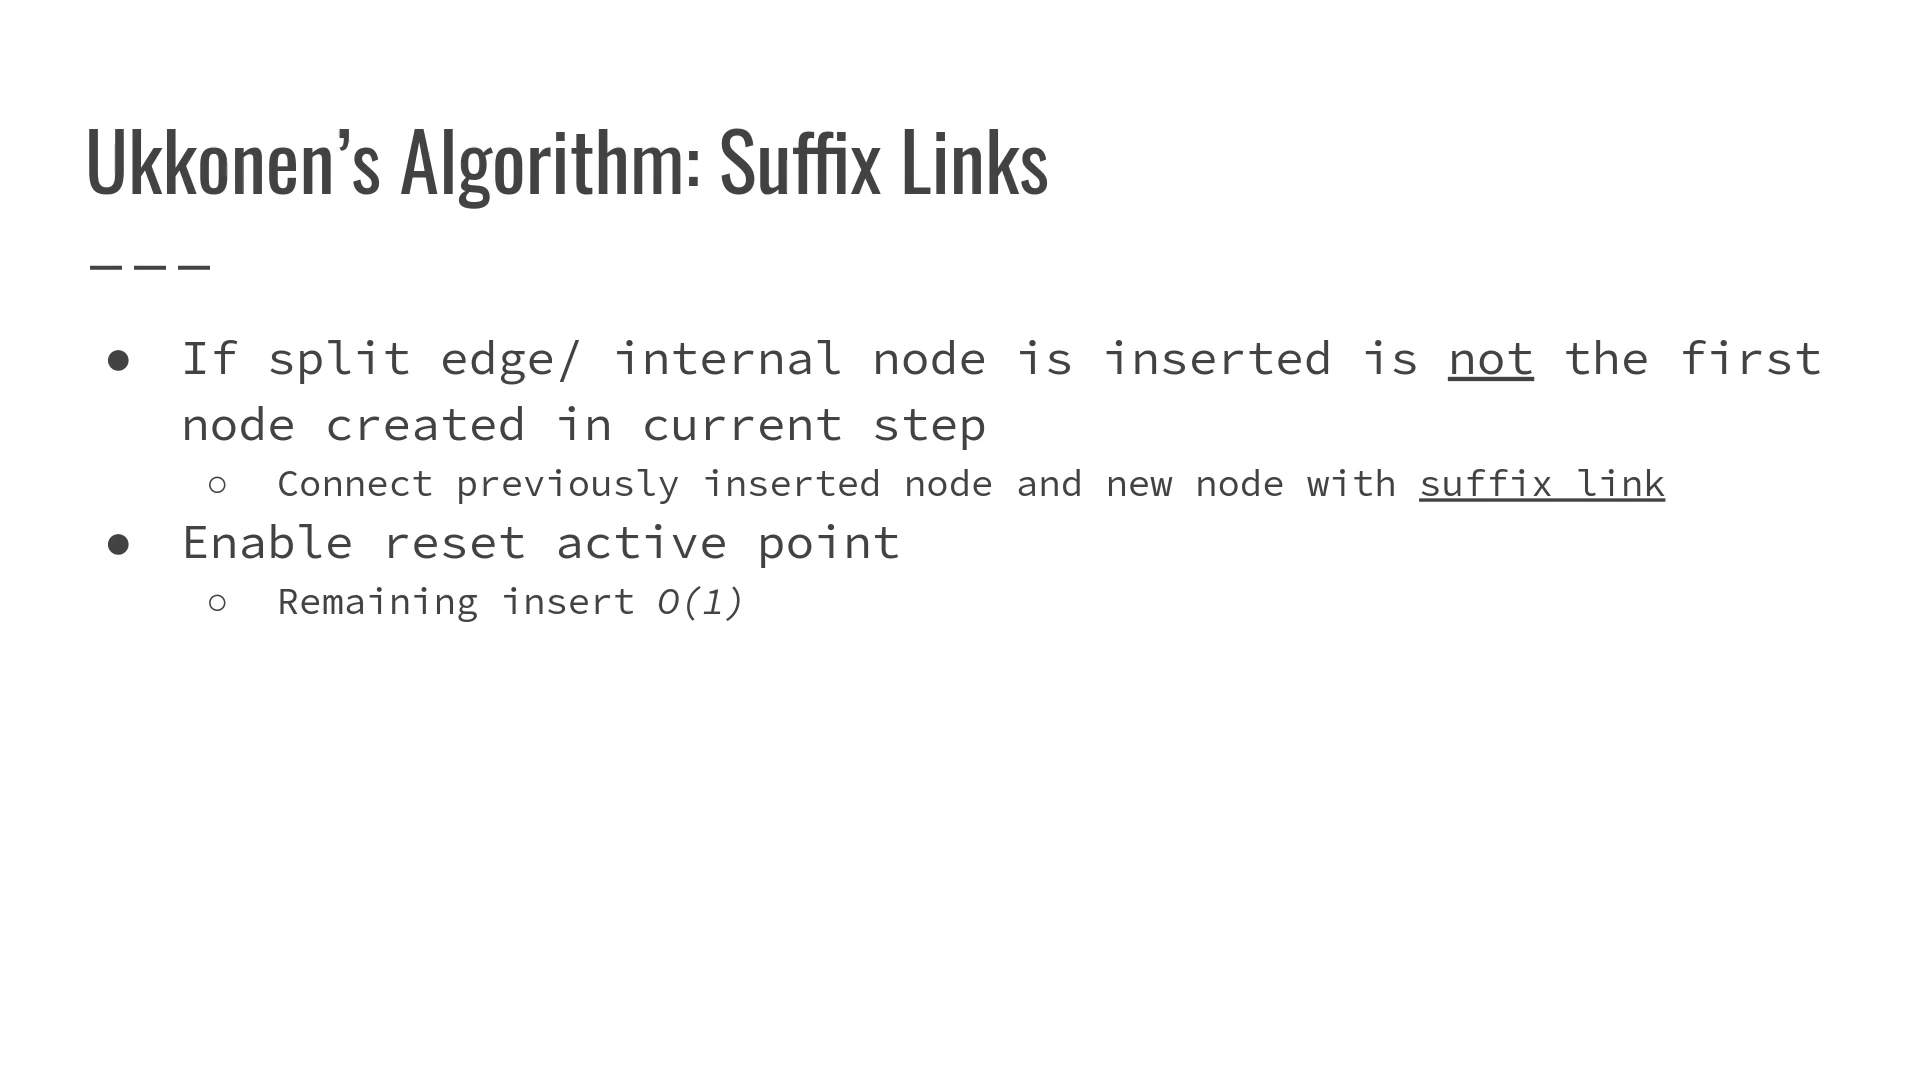 Ukkonen’s Algorithm: Suffix Links
● If split edge/ internal node is inserted is not the first
node created in current step
○ Connect previously inserted node and new node with suffix link
● Enable reset active point
○ Remaining insert O(1)